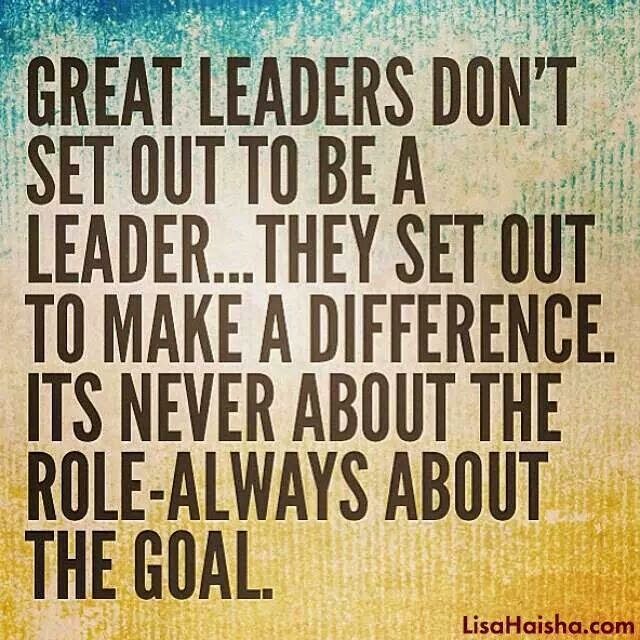 GREAT LEADERS DON'T
SET OUT TO BE A
LEADER...THEY SET OUT
TO MAKE A DIFFERENCE.
ITS NEVER ABOUT THE
ROLE-ALWAYS ABOUT
THE GOAL.
LisaHaisha.com